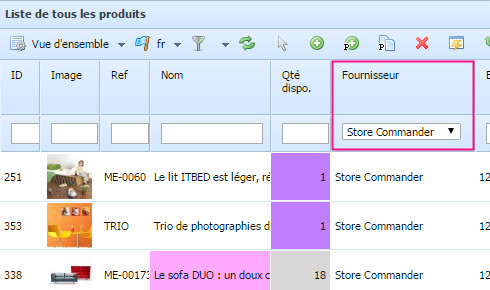 Liste de tous les produits
Vue d'ensemble fr
ID Image Ref Nom Qté dispo. Fournisseur
Store Commander
251 ME-0060 Le lit ITBED est léger, ré 1 Store Commander 12
353 TRIO Trio de photographies d 1 Store Commander 12
338 ME-00173 Le sofa DUO : un doux c 18 Store Commander 12